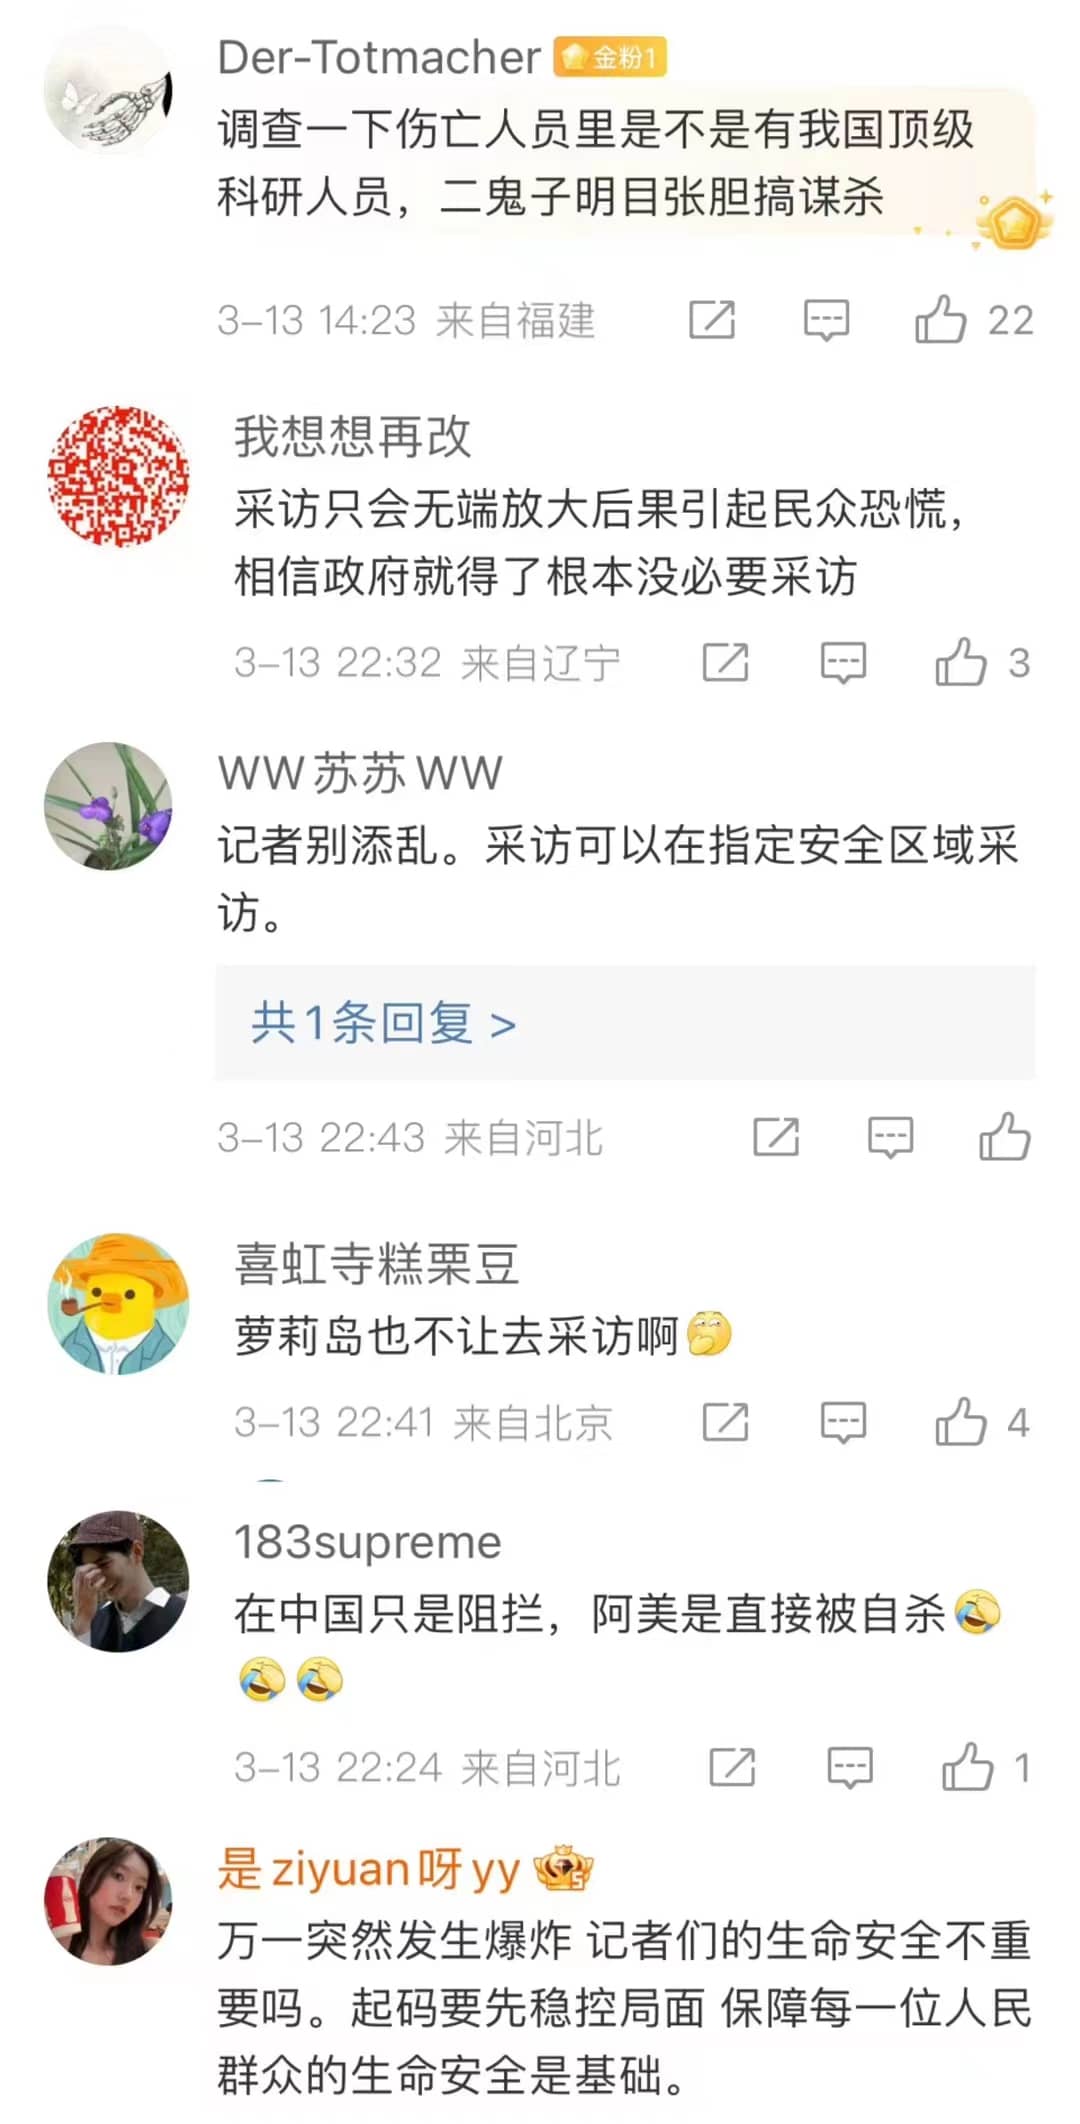 Der-Totmacher 金粉1
调查一下伤亡人员里是不是有我国顶级
科研人员，二鬼子明目张胆搞谋杀
3-13 14:23 来自福建 22
我想想再改
采访只会无端放大后果引起民众恐慌，
相信政府就得了根本没必要采访
3-13 22:32 来自辽宁 3
WW苏苏WW
记者别添乱。采访可以在指定安全区域采
访。
共1条回复 >
3-13 22:43 来自河北
喜虹寺糕栗豆
萝莉岛也不让去采访啊🤔
3-13 22:41 来自北京 4
183supreme
在中国只是阻拦，阿美是直接被自杀🤣
🤣🤣
3-13 22:24 来自河北 1
是ziyuan呀yy 5
万一突然发生爆炸 记者们的生命安全不重
要吗。起码要先稳控局面 保障每一位人民
群众的生命安全是基础。